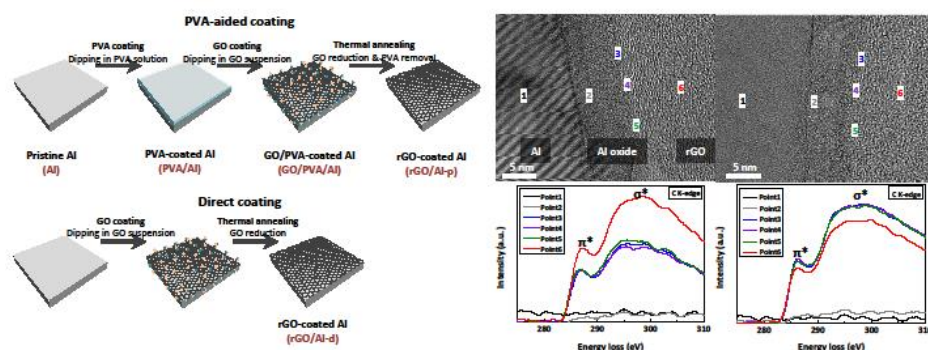 PVA-aided coating
PVA coating
Dipping in PVA solution
GO coating
Dipping in GO suspension
Thermal annealing
GO reduction & PVA removal
Pristine Al
(Al)
PVA-coated Al
(PVA/Al)
GO/PVA-coated Al
(GO/PVA/Al)
rGO-coated Al
(rGO/Al-p)
Direct coating
GO coating
Dipping in GO suspension
Thermal annealing
GO reduction
rGO-coated Al
(rGO/Al-d)
1
2
3
4
5
6
Al
Al oxide
rGO
5 nm
1
2
3
4
5
6
5 nm
Point1
Point2
Point3
Point4
Point5
Point6
π*
σ*
C K-edge
Intensity (a.u.)
280 290 300 310
Energy loss (eV)
Point1
Point2
Point3
Point4
Point5
Point6
π*
σ*
C K-edge
Intensity (a.u.)
280 290 300 310
Energy loss (eV)